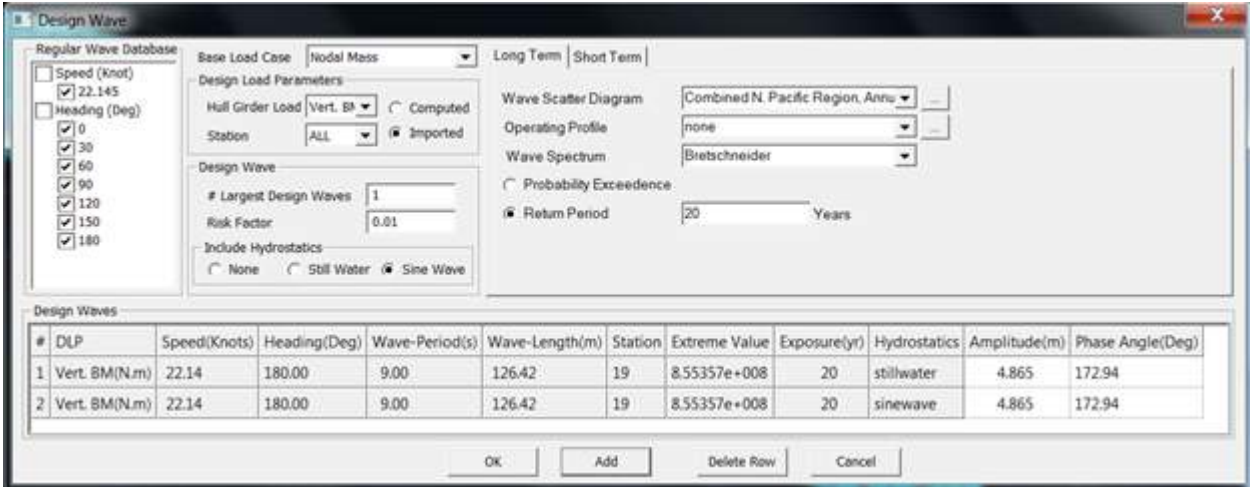 Design Wave
Regular Wave Database
Speed (Knot)
22.145
Heading (Deg)
0
30
60
90
120
150
180
Base Load Case Nodal Mass
Design Load Parameters
Hull Girder Load Vert. BM Computed
Station ALL Imported
Design Wave
# Largest Design Waves 1
Risk Factor 0.01
Include Hydrostatics
None Still Water Sine Wave
Long Term Short Term
Wave Scatter Diagram Combined N. Pacific Region, Annu ...
Operating Profile none ...
Wave Spectrum Bretschneider
Probability Exceedence
Return Period 20 Years
Design Waves
# DLP Speed(Knots) Heading(Deg) Wave-Period(s) Wave-Length(m) Station Extreme Value Exposure(yr) Hydrostatics Amplitude(m) Phase Angle(Deg)
1 Vert. BM(N.m) 22.14 180.00 9.00 126.42 19 8.55357e+008 20 stillwater 4.865 172.94
2 Vert. BM(N.m) 22.14 180.00 9.00 126.42 19 8.55357e+008 20 sinewave 4.865 172.94
OK Add Delete Row Cancel